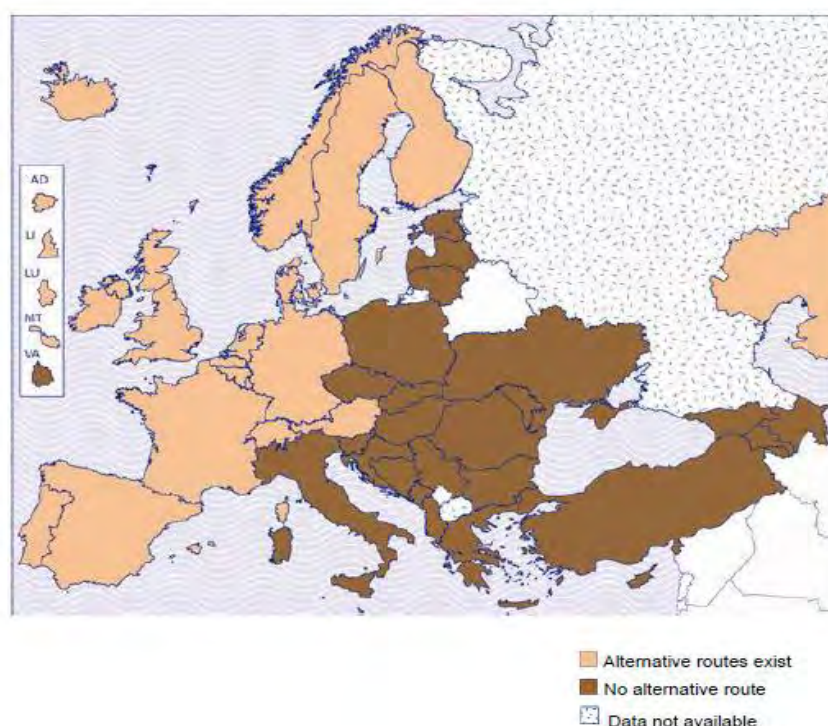 AD
LI
LU
MT
VA
Alternative routes exist
No alternative route
Data not available